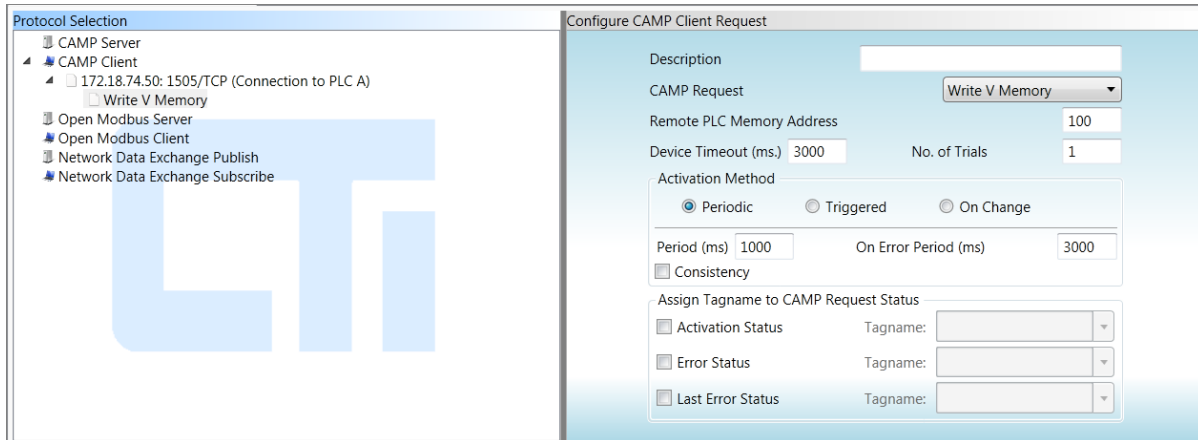 Protocol Selection
CAMP Server
CAMP Client
172.18.74.50: 1505/TCP (Connection to PLC A)
Write V Memory
Open Modbus Server
Open Modbus Client
Network Data Exchange Publish
Network Data Exchange Subscribe
CTi
Configure CAMP Client Request
Description
CAMP Request Write V Memory
Remote PLC Memory Address 100
Device Timeout (ms.) 3000 No. of Trials 1
Activation Method
Periodic Triggered On Change
Period (ms) 1000 On Error Period (ms) 3000
Consistency
Assign Tagname to CAMP Request Status
Activation Status Tagname:
Error Status Tagname:
Last Error Status Tagname: